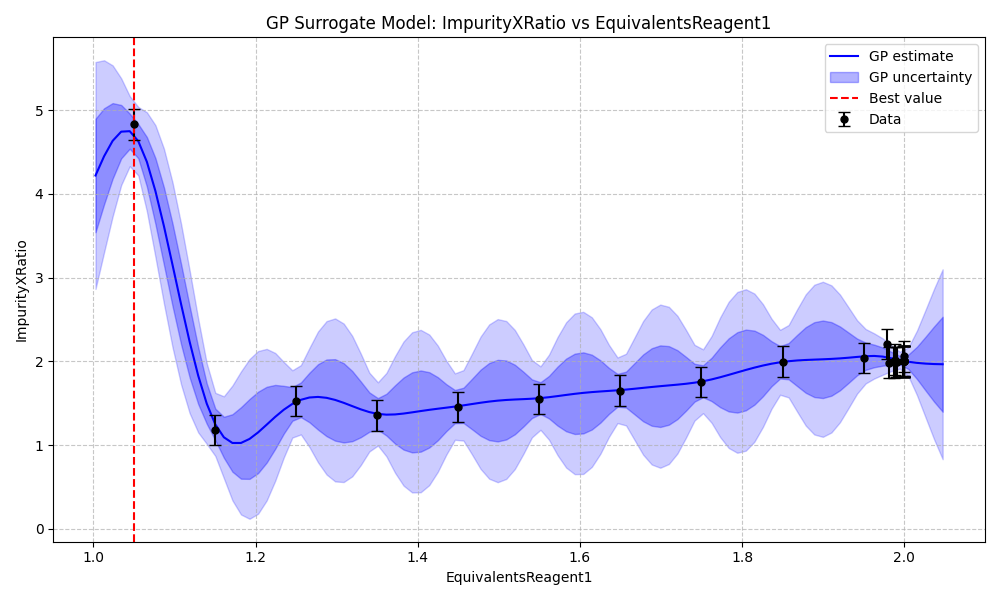 GP Surrogate Model: ImpurityXRatio vs EquivalentsReagent1
GP estimate
GP uncertainty
Best value
Data
ImpurityXRatio
5
4
3
2
1
0
1.0 1.2 1.4 1.6 1.8 2.0
EquivalentsReagent1